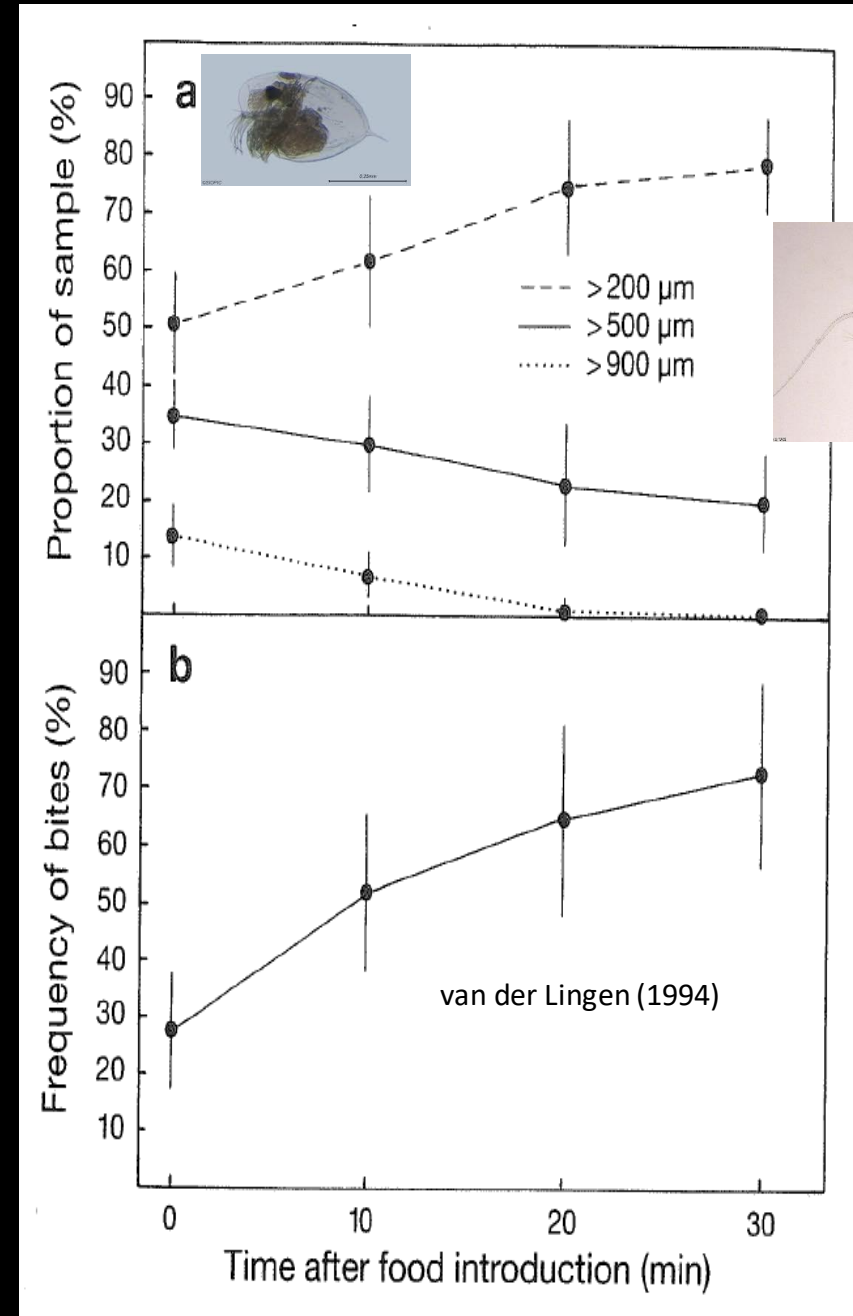 a
Proportion of sample (%)
90
80
70
60
50
40
30
20
10
>200 µm
>500 µm
>900 µm
b
Frequency of bites (%)
90
80
70
60
50
40
30
20
10
van der Lingen (1994)
0 10 20 30
Time after food introduction (min)